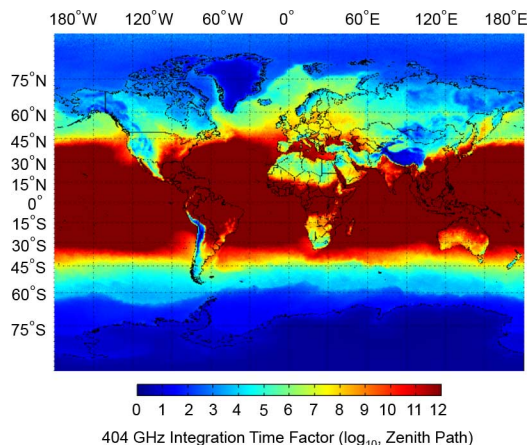 180°W 120°W 60°W 0° 60°E 120°E 180°E
75°N
60°N
45°N
30°N
15°N
0°
15°S
30°S
45°S
60°S
75°S
0 1 2 3 4 5 6 7 8 9 10 11 12
404 GHz Integration Time Factor (log₁₀, Zenith Path)